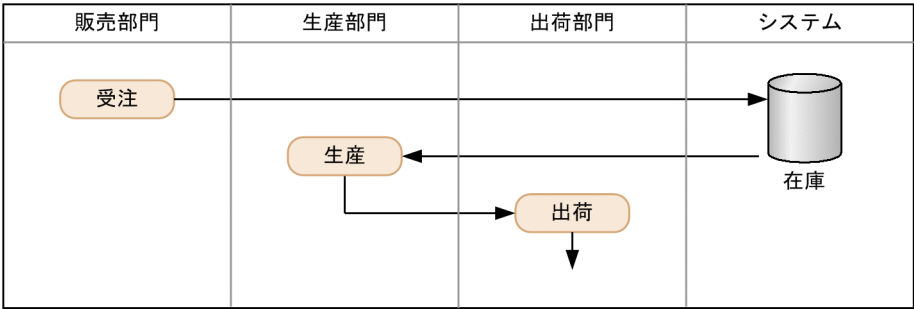 販売部門
生産部門
出荷部門
システム
受注
生産
在庫
出荷